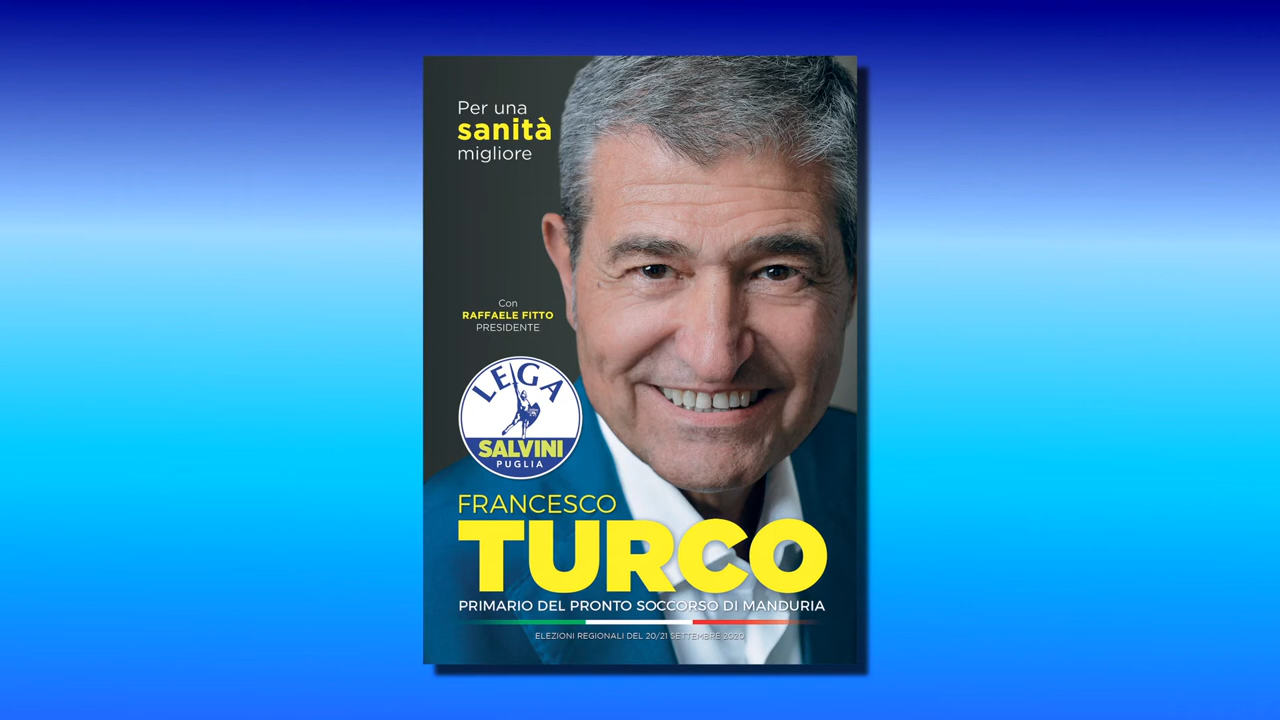 Per una
sanità
migliore
Con
RAFFAELE FITTO
PRESIDENTE
LEGA
SALVINI
PUGLIA
FRANCESCO
TURCO
PRIMARIO DEL PRONTO SOCCORSO DI MANDURIA
ELEZIONI REGIONALI DEL 20/21 SETTEMBRE 2020